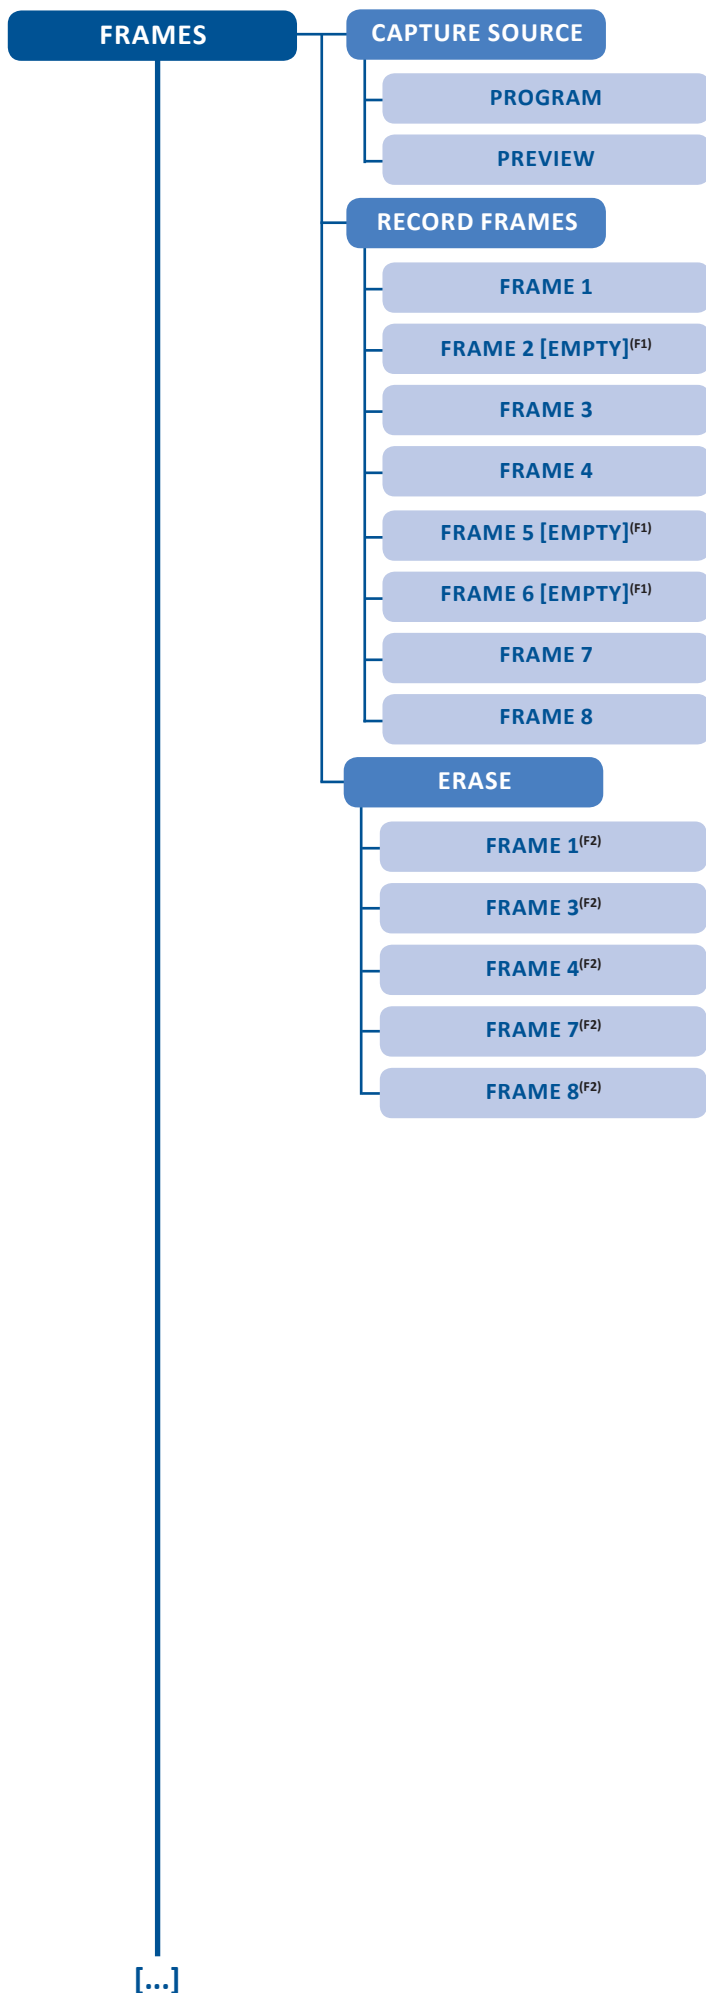 FRAMES
CAPTURE SOURCE
PROGRAM
PREVIEW
RECORD FRAMES
FRAME 1
FRAME 2 [EMPTY](F1)
FRAME 3
FRAME 4
FRAME 5 [EMPTY](F1)
FRAME 6 [EMPTY](F1)
FRAME 7
FRAME 8
ERASE
FRAME 1(F2)
FRAME 3(F2)
FRAME 4(F2)
FRAME 7(F2)
FRAME 8(F2)
[...]